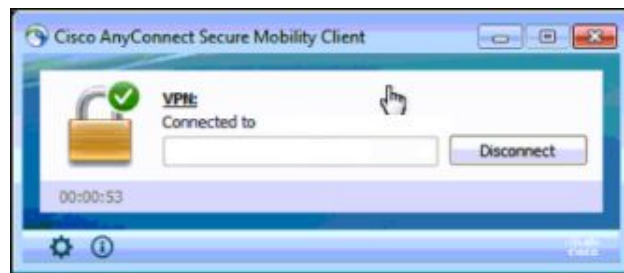 Cisco AnyConnect Secure Mobility Client
VPN:
Connected to
Disconnect
00:00:53